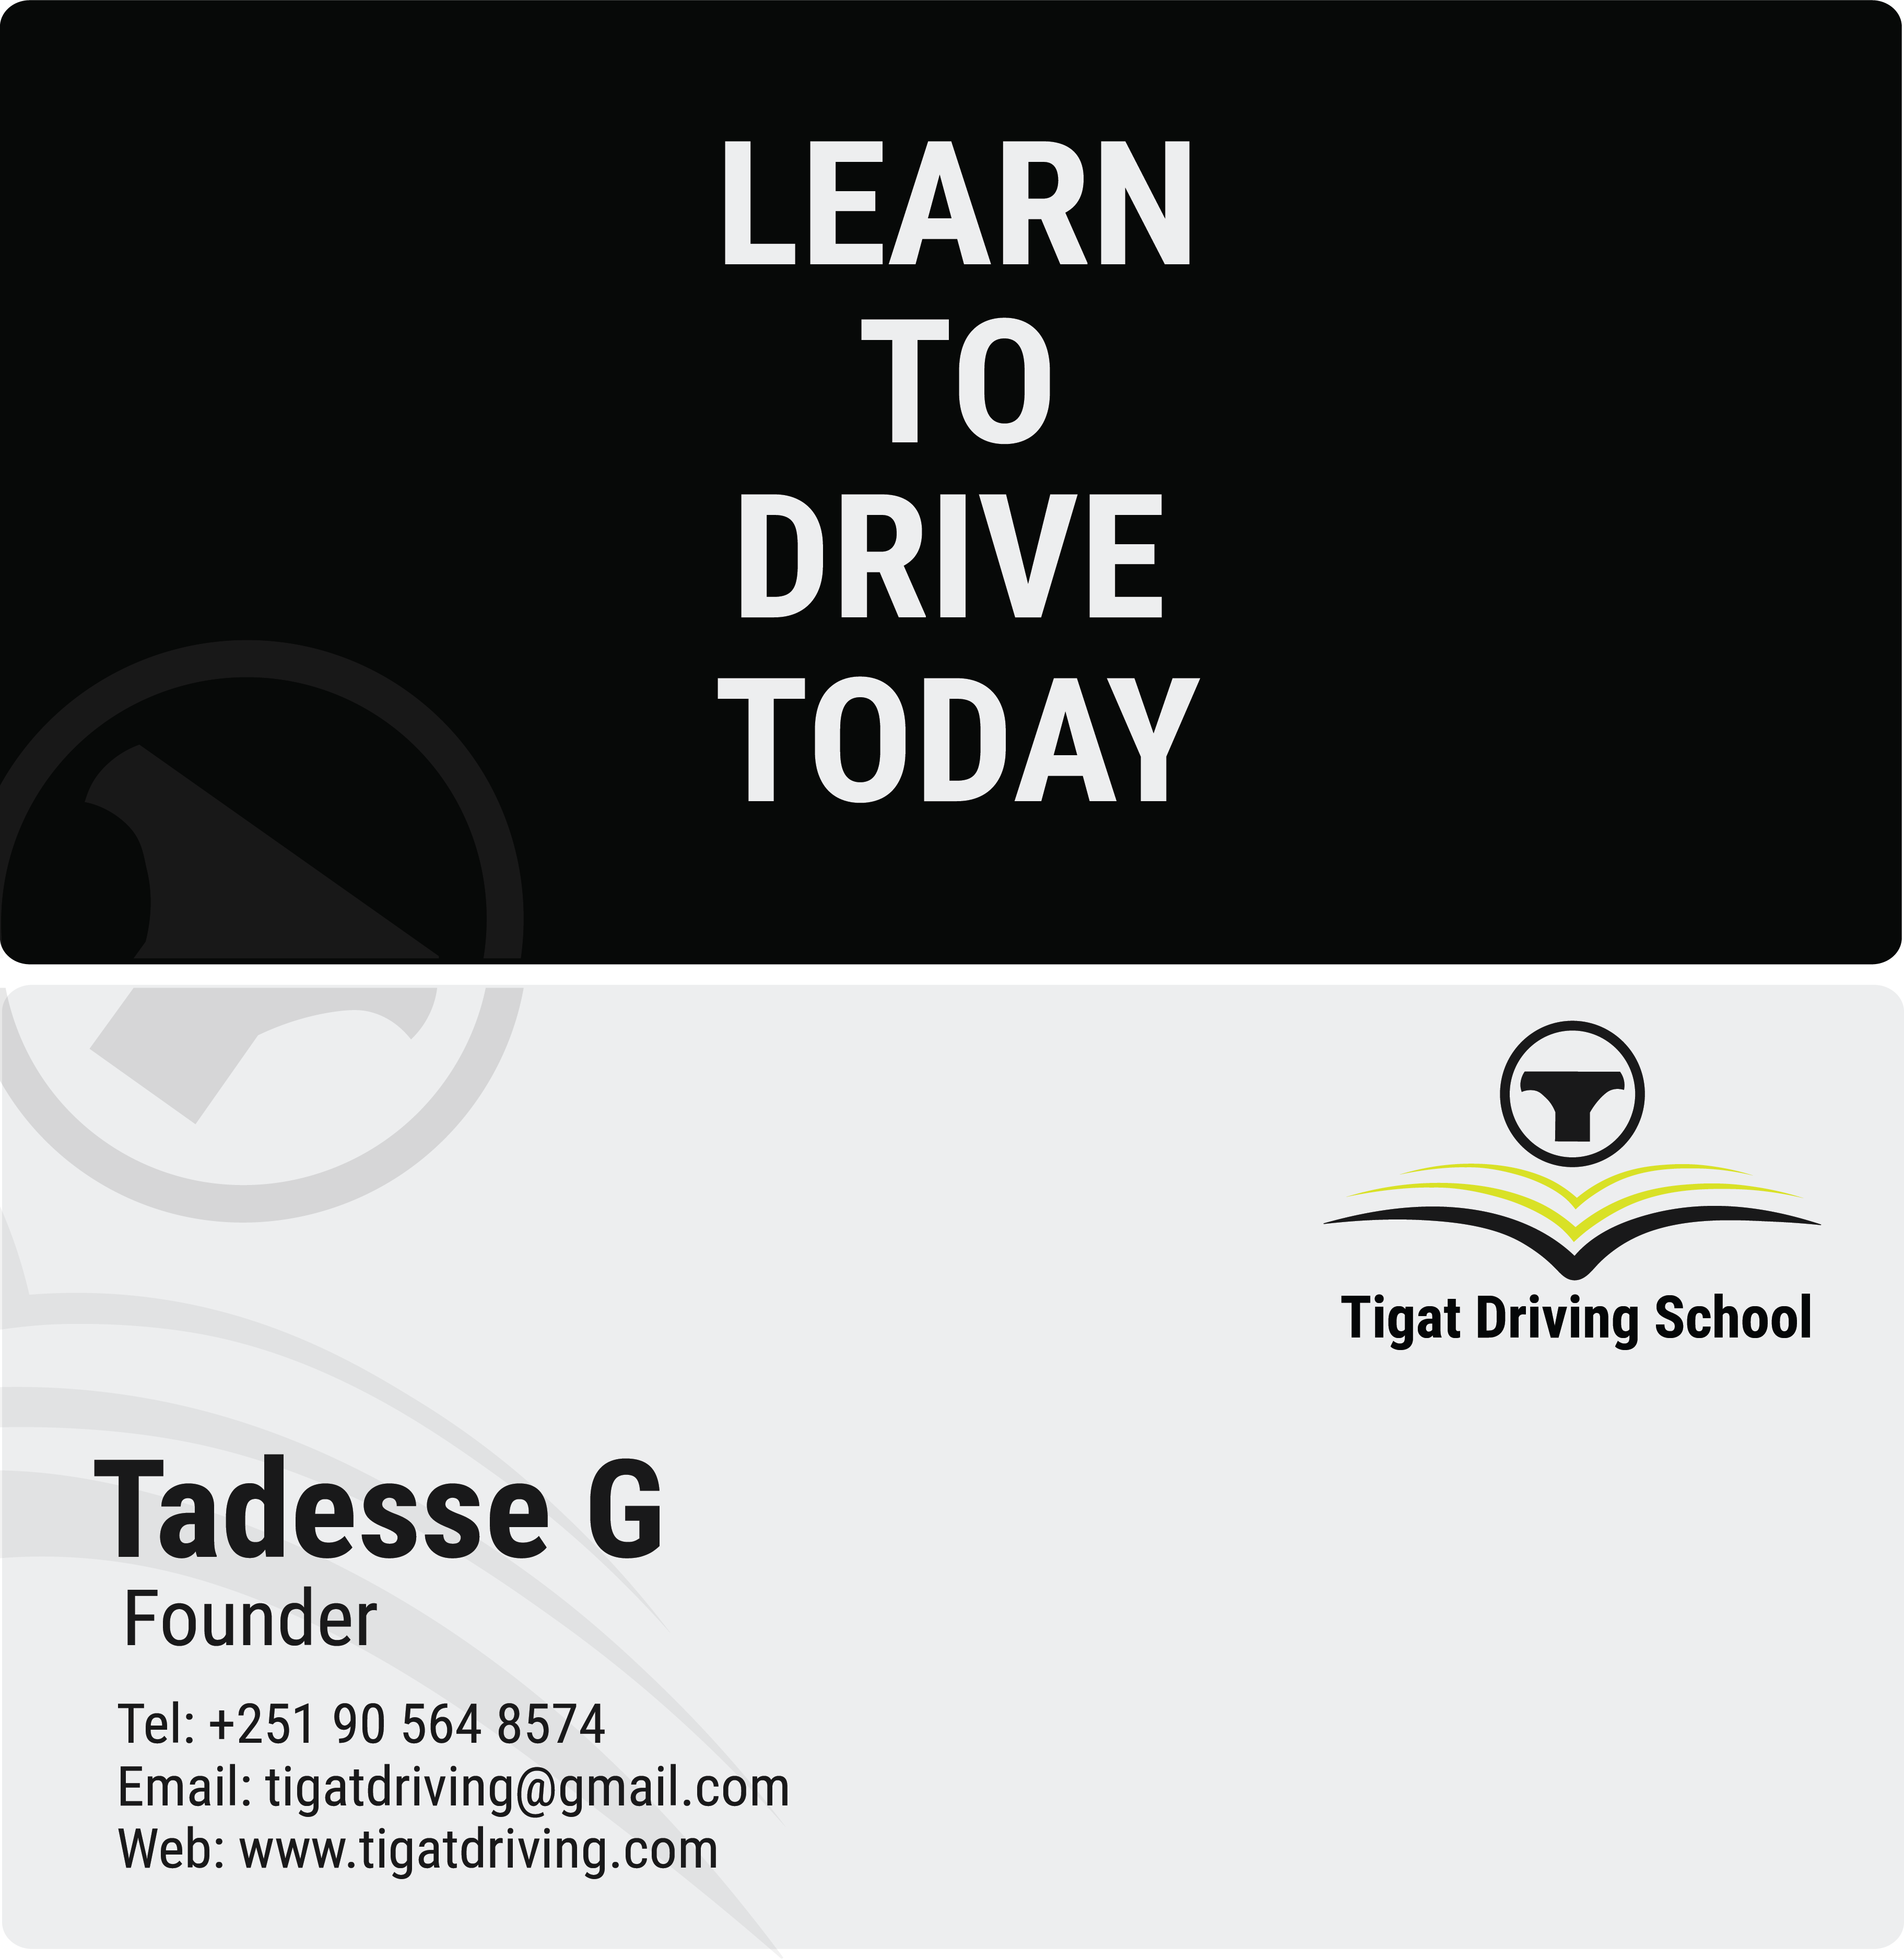 LEARN
TO
DRIVE
TODAY
Tigat Driving School
Tadesse G
Founder
Tel: +251 90 564 8574
Email: tigatdriving@gmail.com
Web: www.tigatdriving.com